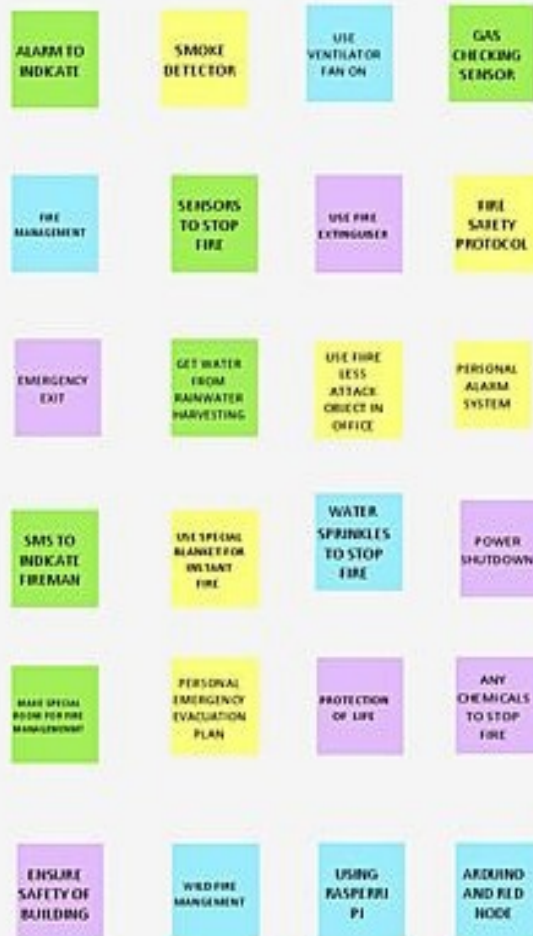 ALARM TO
INDICATE
SMOKE
DETECTOR
USE
VENTILATOR
FAN ON
GAS
CHECKING
SENSOR
FIRE
MANAGEMENT
SENSORS
TO STOP
FIRE
USE FIRE
EXTINGUISER
FIRE
SAFETY
PROTOCOL
EMERGENCY
EXIT
GET WATER
FROM
RAINWATER
HARVESTING
USE FIIRE
LESS
ATTACK
OBJECT IN
OFFICE
PERSONAL
ALARM
SYSTEM
SMS TO
INDICATE
FIREMAN
USE SPECIAL
BLANKET FOR
INSTANT
FIRE
WATER
SPRINKLES
TO STOP
FIRE
POWER
SHUTDOWN
MAKE SPECIAL
ROOM FOR FIRE
PERSONAL
EMERGENCY
EVACUATION
PLAN
PROTECTION
OF LIFE
ANY
CHEMICALS
TO STOP
FIRE
ENSURE
SAFETY OF
BUILDING
WILD FIRE
MANGEMENT
USING
RASPERRI
PI
ARDUINO
AND RED
NODE